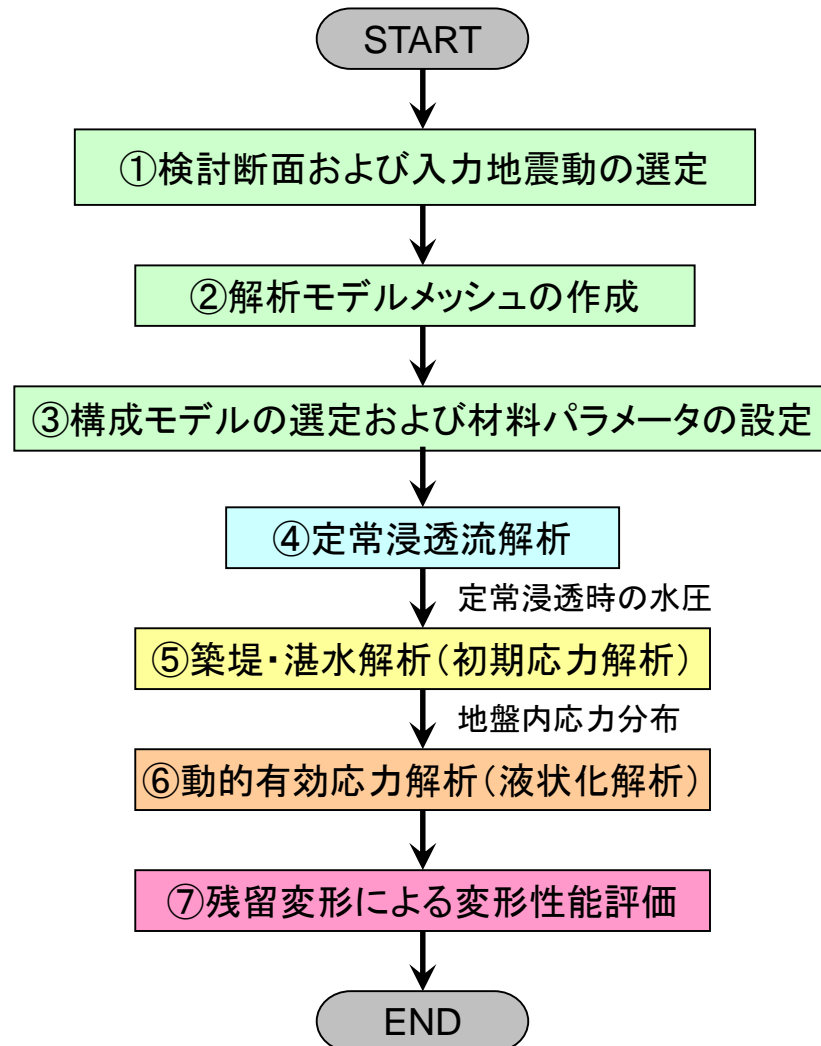 START
①検討断面および入力地震動の選定
②解析モデルメッシュの作成
③構成モデルの選定および材料パラメータの設定
④定常浸透流解析
定常浸透時の水圧
⑤築堤・湛水解析（初期応力解析）
地盤内応力分布
⑥動的有効応力解析（液状化解析）
⑦残留変形による変形性能評価
END